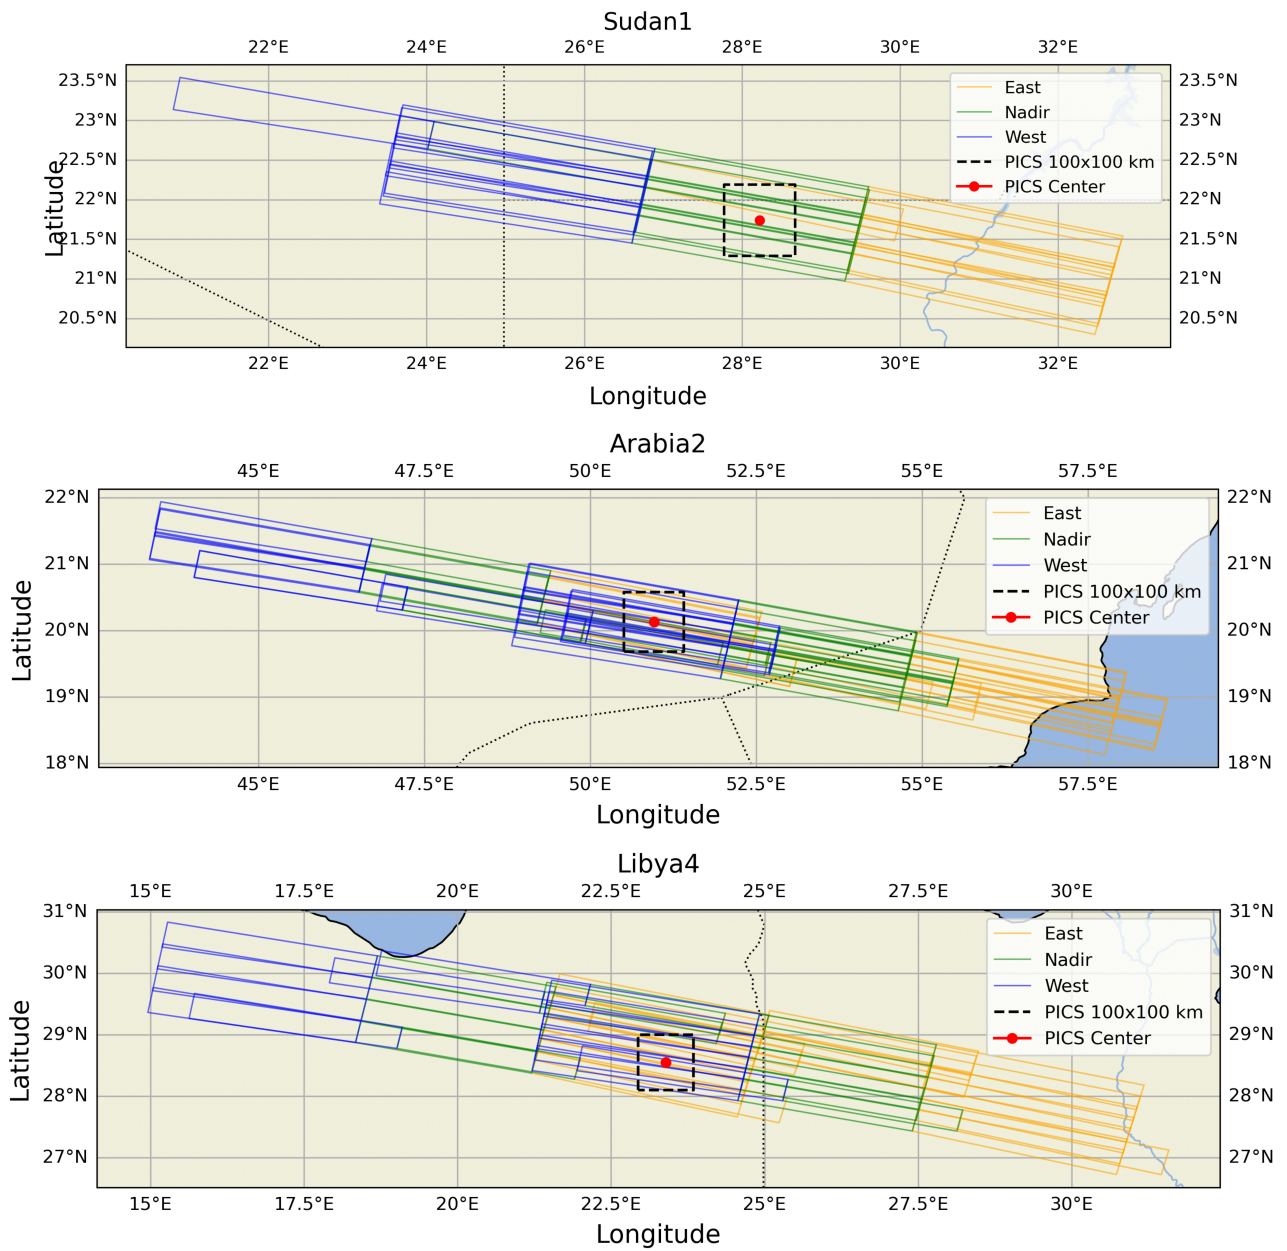 Sudan1
22°E 24°E 26°E 28°E 30°E 32°E
23.5°N 23.5°N
East
Nadir
West
PICS 100x100 km
PICS Center
23°N 23°N
22.5°N 22.5°N
22°N 22°N
21.5°N 21.5°N
21°N 21°N
20.5°N 20.5°N
Latitude
22°E 24°E 26°E 28°E 30°E 32°E
Longitude
Arabia2
45°E 47.5°E 50°E 52.5°E 55°E 57.5°E
22°N 22°N
East
Nadir
West
PICS 100x100 km
PICS Center
21°N 21°N
20°N 20°N
19°N 19°N
18°N 18°N
Latitude
45°E 47.5°E 50°E 52.5°E 55°E 57.5°E
Longitude
Libya4
15°E 17.5°E 20°E 22.5°E 25°E 27.5°E 30°E
31°N 31°N
East
Nadir
West
PICS 100x100 km
PICS Center
30°N 30°N
29°N 29°N
28°N 28°N
27°N 27°N
Latitude
15°E 17.5°E 20°E 22.5°E 25°E 27.5°E 30°E
Longitude